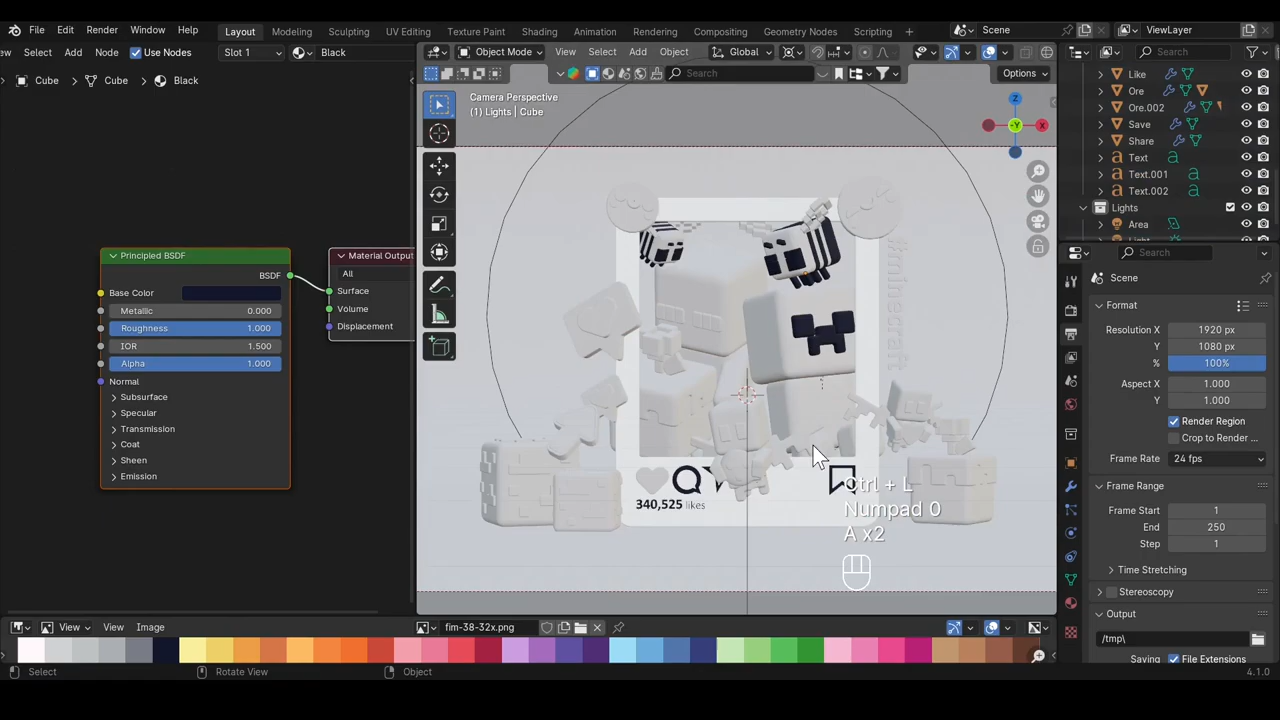 File Edit Render Window Help Layout Modeling Sculpting UV Editing Texture Paint Shading Animation Rendering Compositing Geometry Nodes Scripting Scene ViewLayer
Select Add Node Use Nodes Slot 1 Black Object Mode View Select Add Object Global Search
Cube Cube Black Search Options
Camera Perspective
(1) Lights | Cube
Like
Ore
Ore.002
Save
Share
Text
Text.001
Text.002
Lights
Area
Light
Search
Scene
Format
Resolution X 1920 px
Y 1080 px
% 100%
Aspect X 1.000
Y 1.000
Render Region
Crop to Render ...
Frame Rate 24 fps
Frame Range
Frame Start 1
End 250
Step 1
Time Stretching
Stereoscopy
Output
/tmp\
Saving File Extensions
Principled BSDF
BSDF
Base Color
Metallic 0.000
Roughness 1.000
IOR 1.500
Alpha 1.000
Normal
Subsurface
Specular
Transmission
Coat
Sheen
Emission
Material Output
All
Surface
Volume
Displacement
Z
-Y X
#minecraft
340,525 likes
Ctrl + L
Numpad 0
A x2
View View Image fim-38-32x.png
Select Rotate View Object 4.1.0